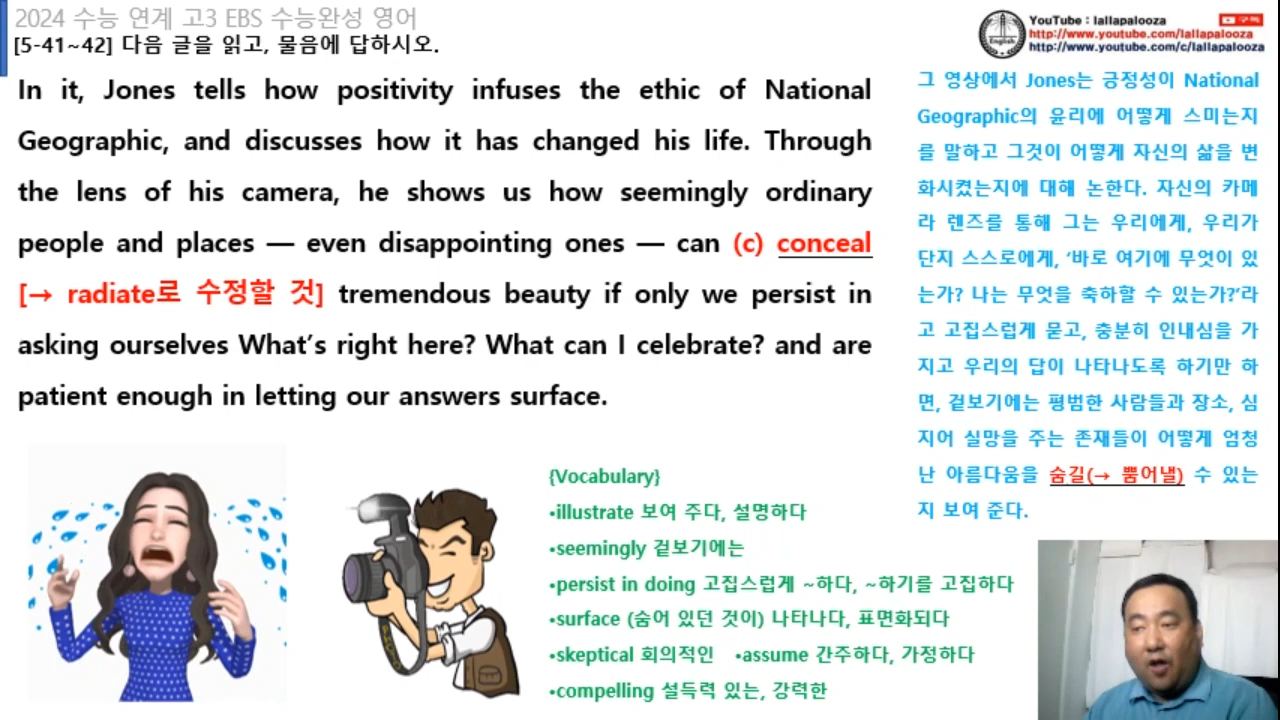 2024 수능 연계 고3 EBS 수능완성 영어
[5-41~42] 다음 글을 읽고, 물음에 답하시오.
YouTube : lallapalooza
구독
http://www.youtube.com/lallapalooza
http://www.youtube.com/c/lallapalooza
English
In it, Jones tells how positivity infuses the ethic of National
Geographic, and discusses how it has changed his life. Through
the lens of his camera, he shows us how seemingly ordinary
people and places — even disappointing ones — can (c) conceal
[→ radiate로 수정할 것] tremendous beauty if only we persist in
asking ourselves What's right here? What can I celebrate? and are
patient enough in letting our answers surface.
그 영상에서 Jones는 긍정성이 National
Geographic의 윤리에 어떻게 스미는지
를 말하고 그것이 어떻게 자신의 삶을 변
화시켰는지에 대해 논한다. 자신의 카메
라 렌즈를 통해 그는 우리에게, 우리가
단지 스스로에게, ‘바로 여기에 무엇이 있
는가? 나는 무엇을 축하할 수 있는가?’라
고 고집스럽게 묻고, 충분히 인내심을 가
지고 우리의 답이 나타나도록 하기만 하
면, 겉보기에는 평범한 사람들과 장소, 심
지어 실망을 주는 존재들이 어떻게 엄청
난 아름다움을 숨길(→ 뿜어낼) 수 있는
지 보여 준다.
{Vocabulary}
•illustrate 보여 주다, 설명하다
•seemingly 겉보기에는
•persist in doing 고집스럽게 ~하다, ~하기를 고집하다
•surface (숨어 있던 것이) 나타나다, 표면화되다
•skeptical 회의적인 •assume 간주하다, 가정하다
•compelling 설득력 있는, 강력한